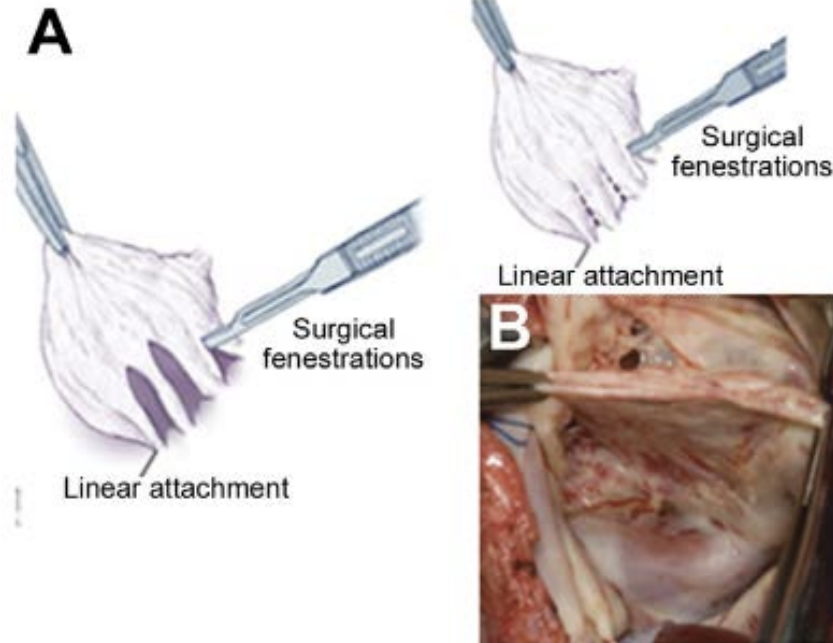 A
Surgical
fenestrations
Linear attachment
Surgical
fenestrations
Linear attachment
B